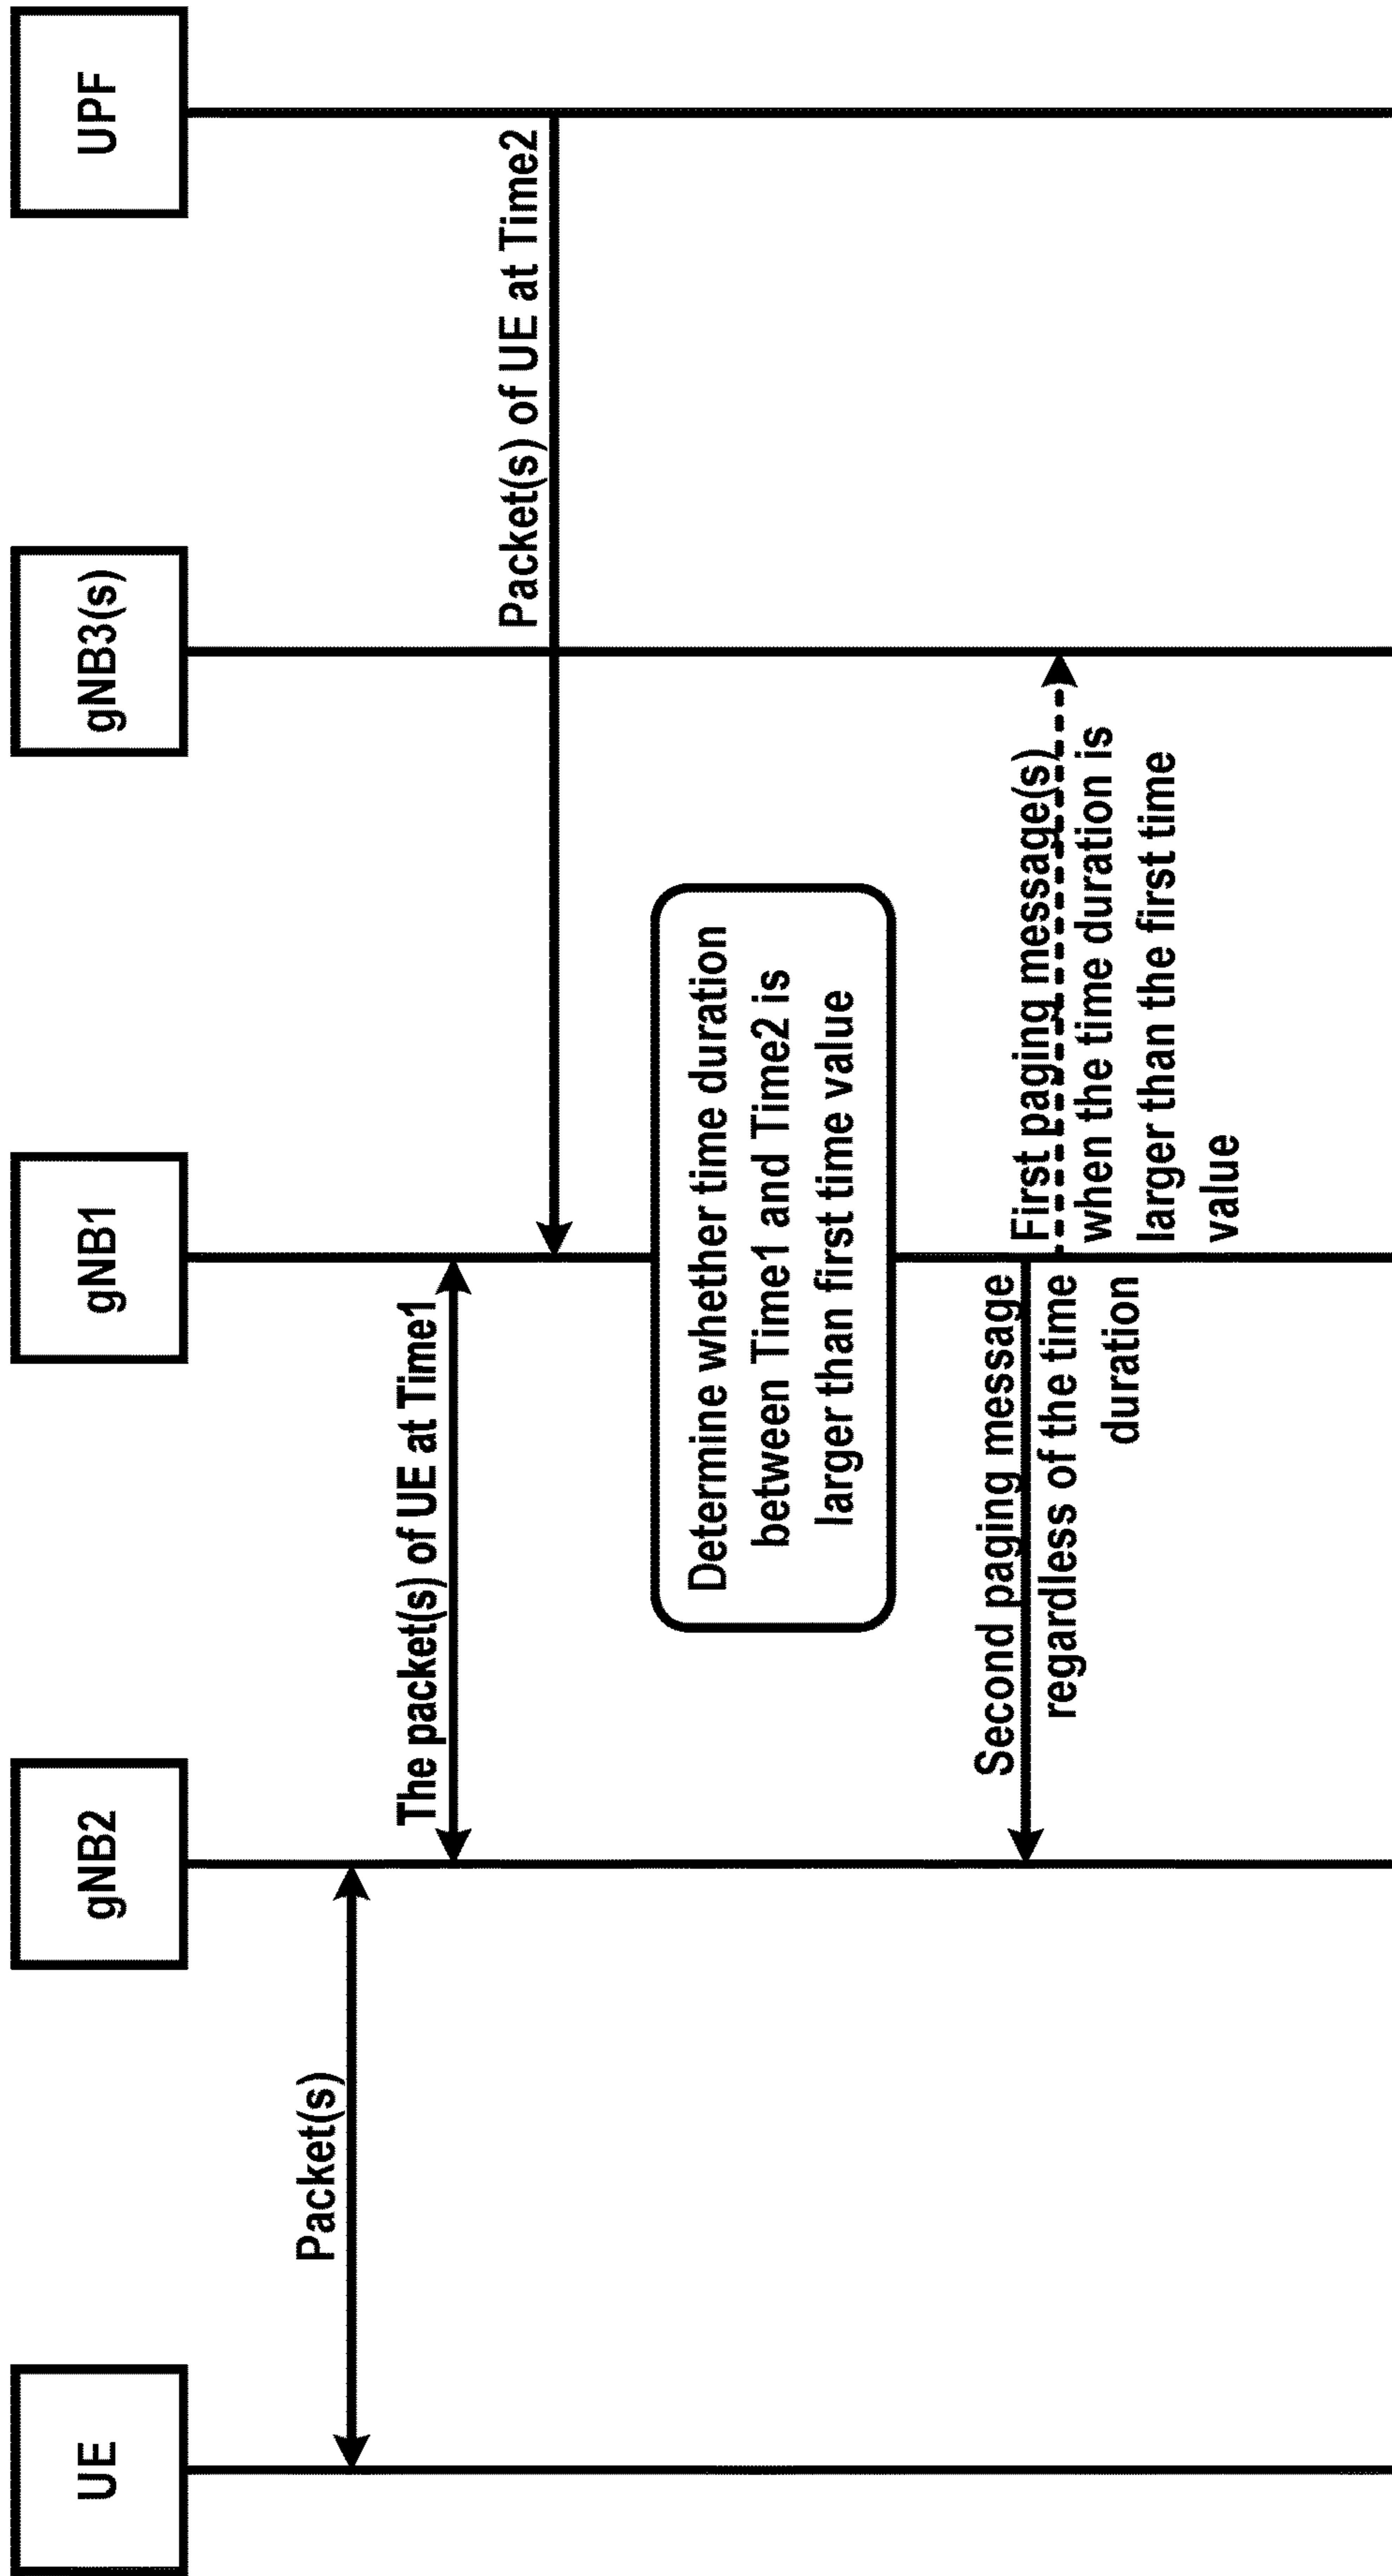 UE
gNB2
gNB1
gNB3(s)
UPF
Packet(s)
The packet(s) of UE at Time1
Packet(s) of UE at Time2
Determine whether time duration
between Time1 and Time2 is
larger than first time value
Second paging message
regardless of the time
duration
First paging message(s)
when the time duration is
larger than the first time
value